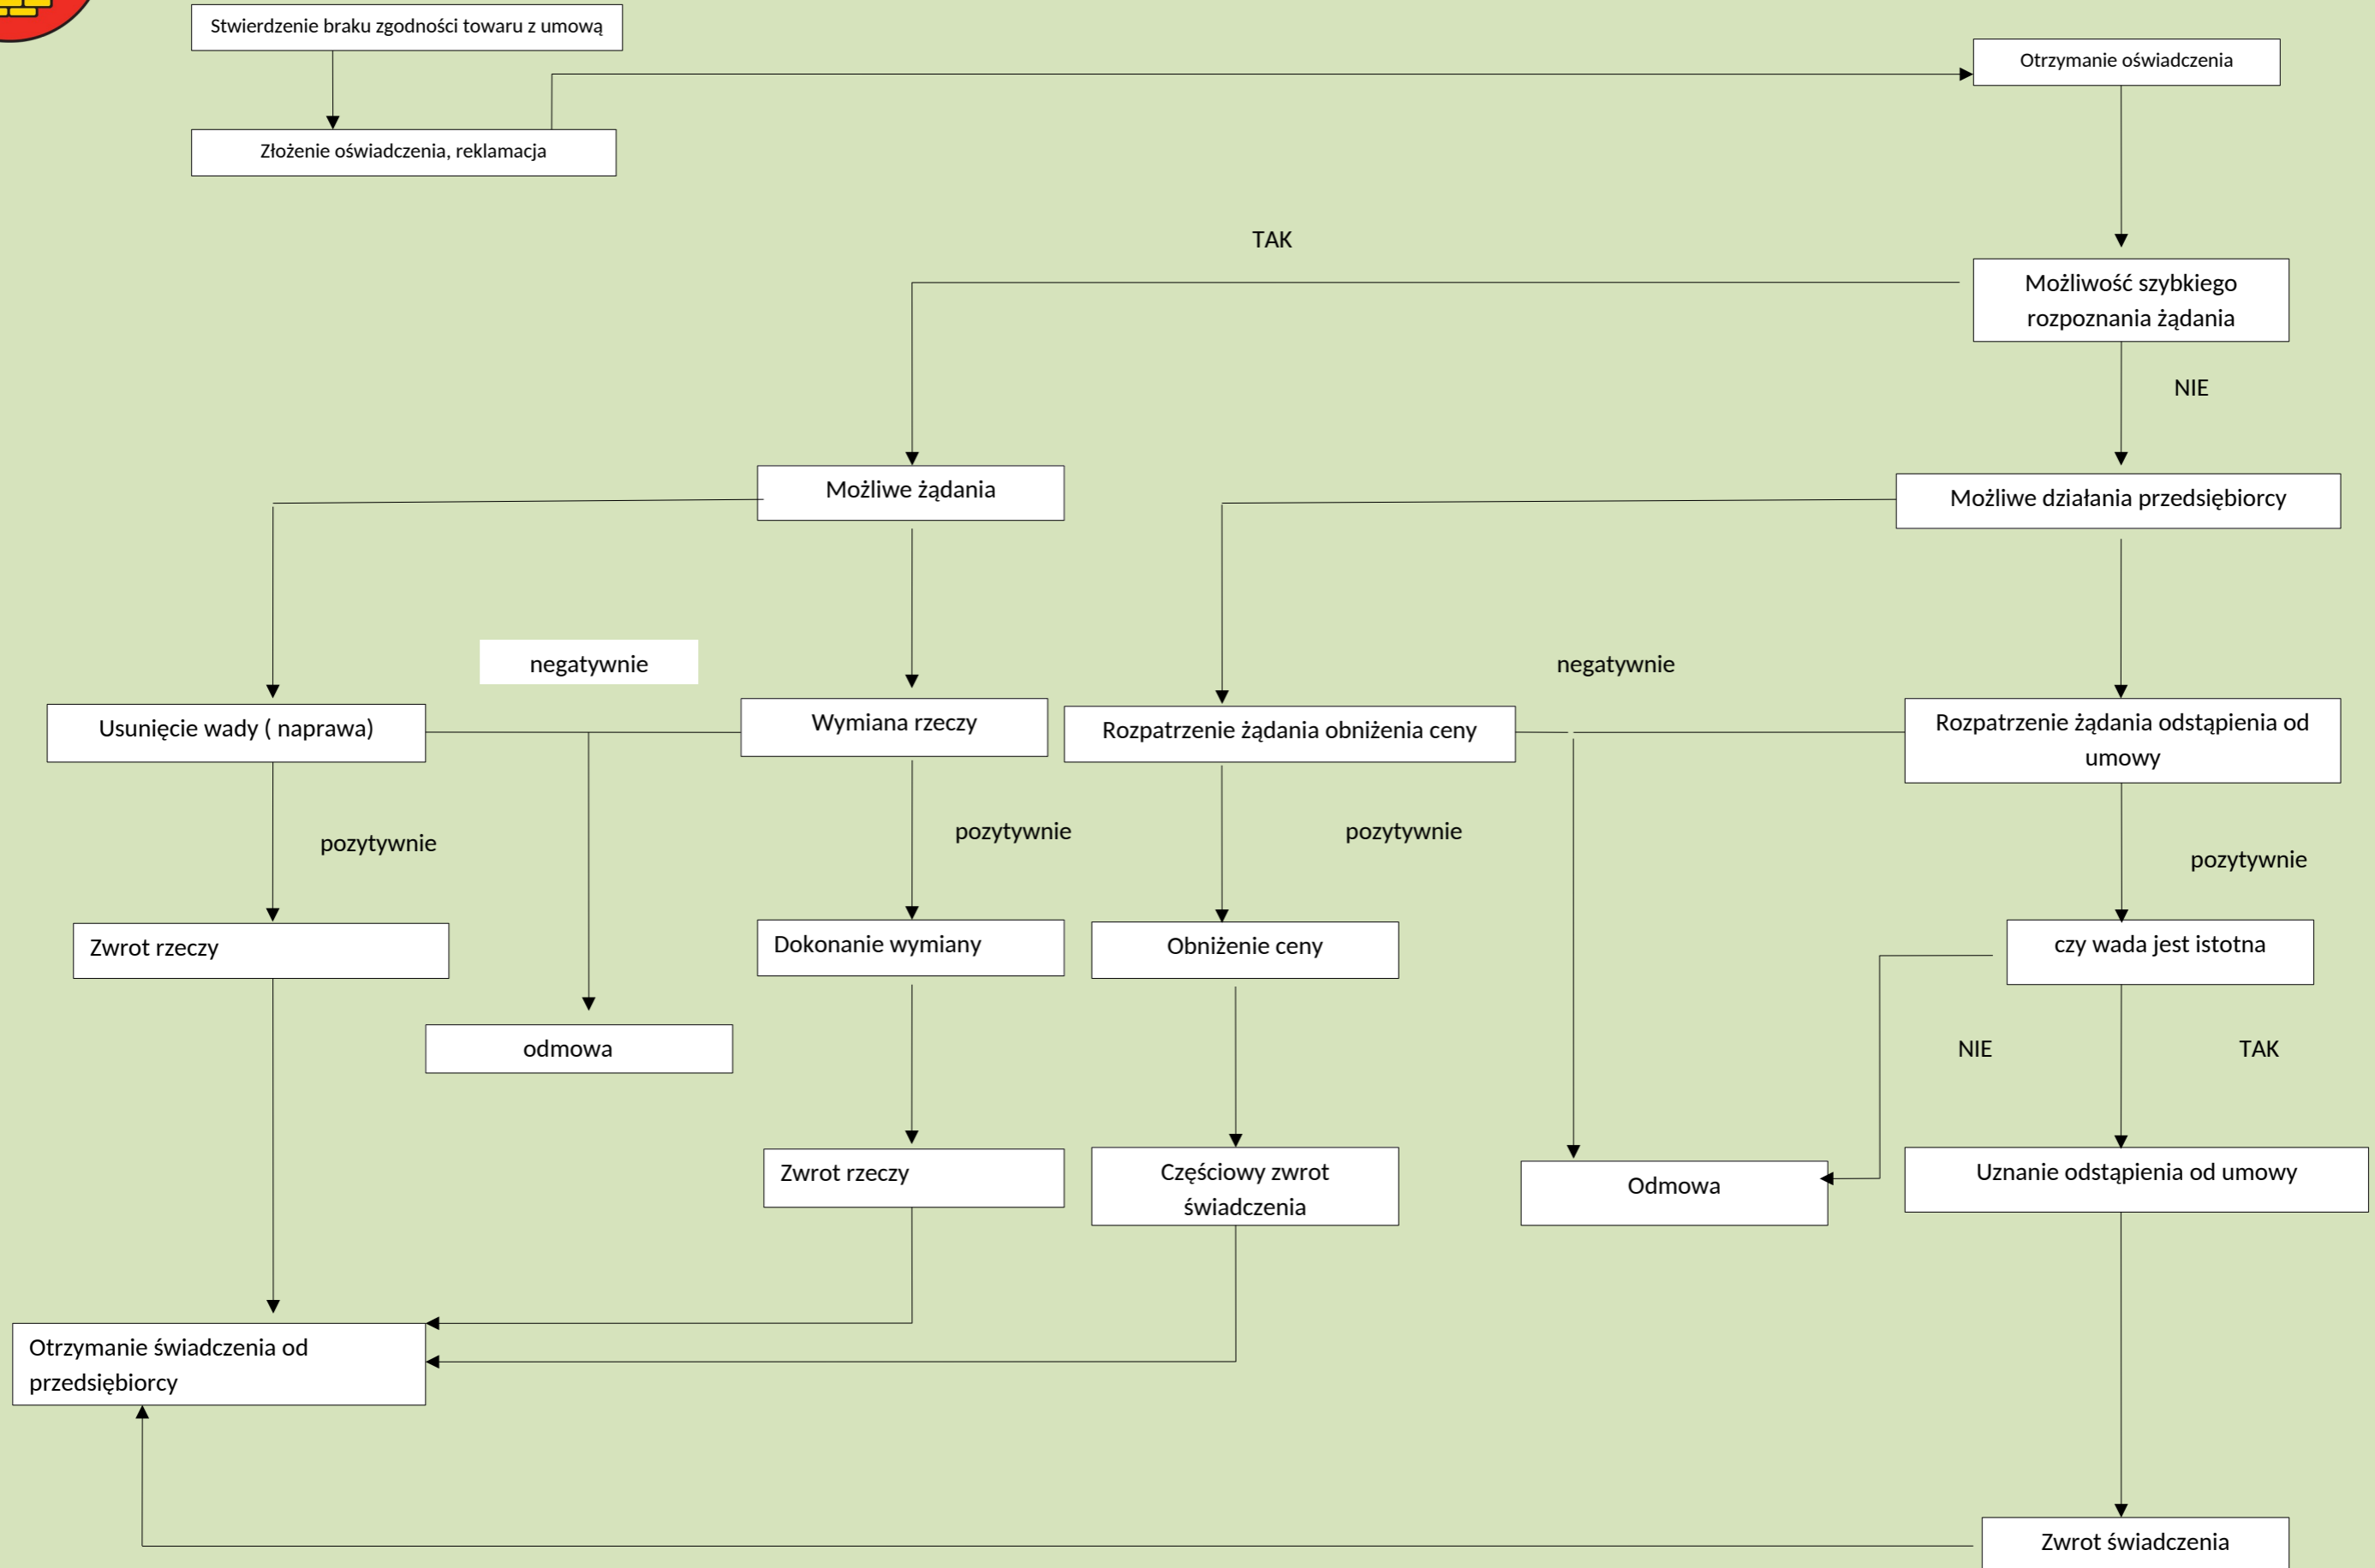 Stwierdzenie braku zgodności towaru z umową
Otrzymanie oświadczenia
Złożenie oświadczenia, reklamacja
TAK
Możliwość szybkiego
rozpoznania żądania
NIE
Możliwe żądania
Możliwe działania przedsiębiorcy
negatywnie
negatywnie
Usunięcie wady ( naprawa)
Wymiana rzeczy
Rozpatrzenie żądania obniżenia ceny
Rozpatrzenie żądania odstąpienia od
umowy
pozytywnie
pozytywnie
pozytywnie
pozytywnie
Zwrot rzeczy
Dokonanie wymiany
Obniżenie ceny
czy wada jest istotna
odmowa
NIE
TAK
Zwrot rzeczy
Częściowy zwrot
świadczenia
Odmowa
Uznanie odstąpienia od umowy
Otrzymanie świadczenia od
przedsiębiorcy
Zwrot świadczenia